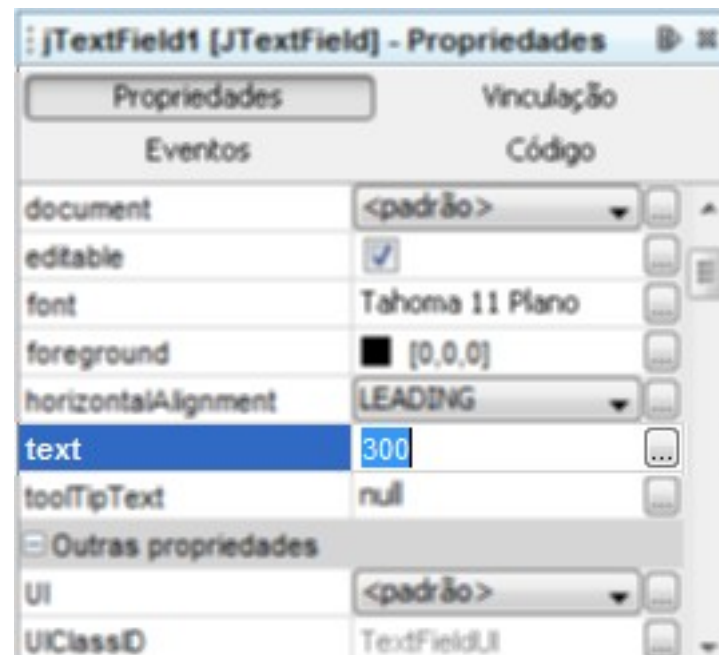 jTextField1 [JTextField] - Propriedades
Propriedades Vinculação
Eventos Código
document <padrão> ...
editable ...
font Tahoma 11 Plano ...
foreground [0,0,0] ...
horizontalAlignment LEADING ...
text 300 ...
toolTipText null ...
Outras propriedades
UI <padrão> ...
UIClassID TextFieldUI ...